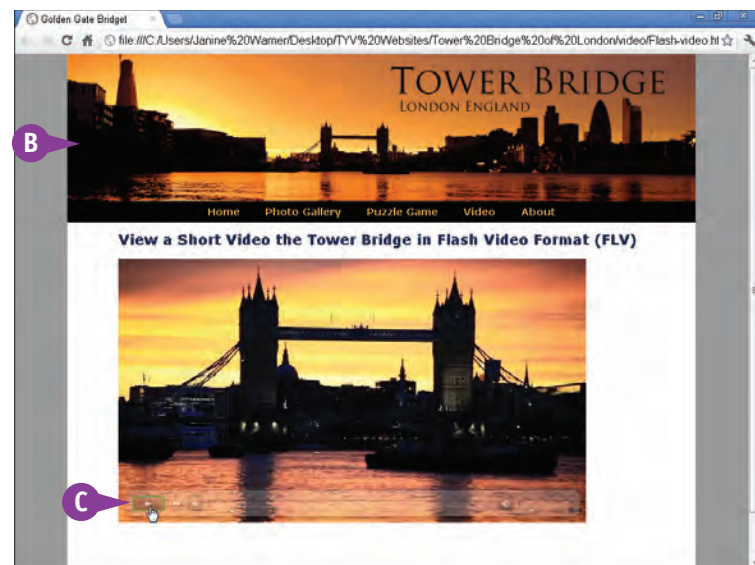 Golden Gate Bridget
file:///C:/Users/Janine%20Warner/Desktop/TYV%20Websites/Tower%20Bridge%20of%20London/video/Flash-video.ht
TOWER BRIDGE
LONDON ENGLAND
B
Home Photo Gallery Puzzle Game Video About
View a Short Video the Tower Bridge in Flash Video Format (FLV)
C